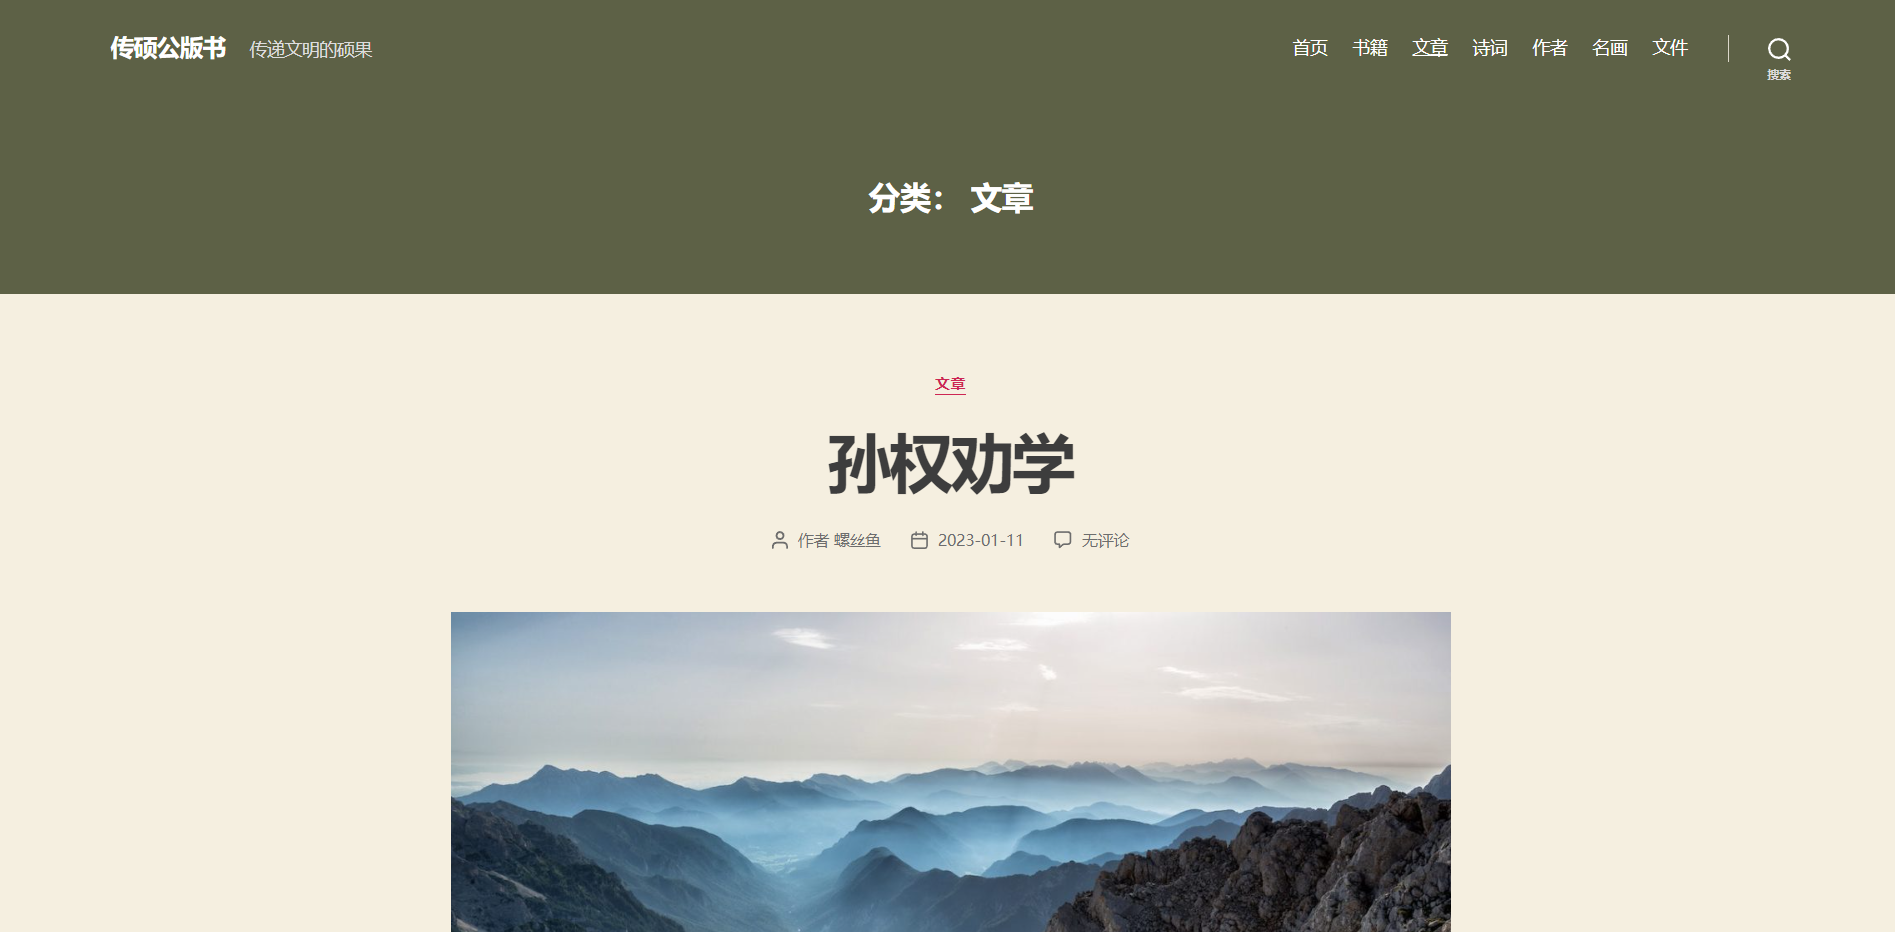 传硕公版书 传递文明的硕果
首页 书籍 文章 诗词 作者 名画 文件
搜索
分类： 文章
文章
孙权劝学
作者 螺丝鱼 2023-01-11 无评论